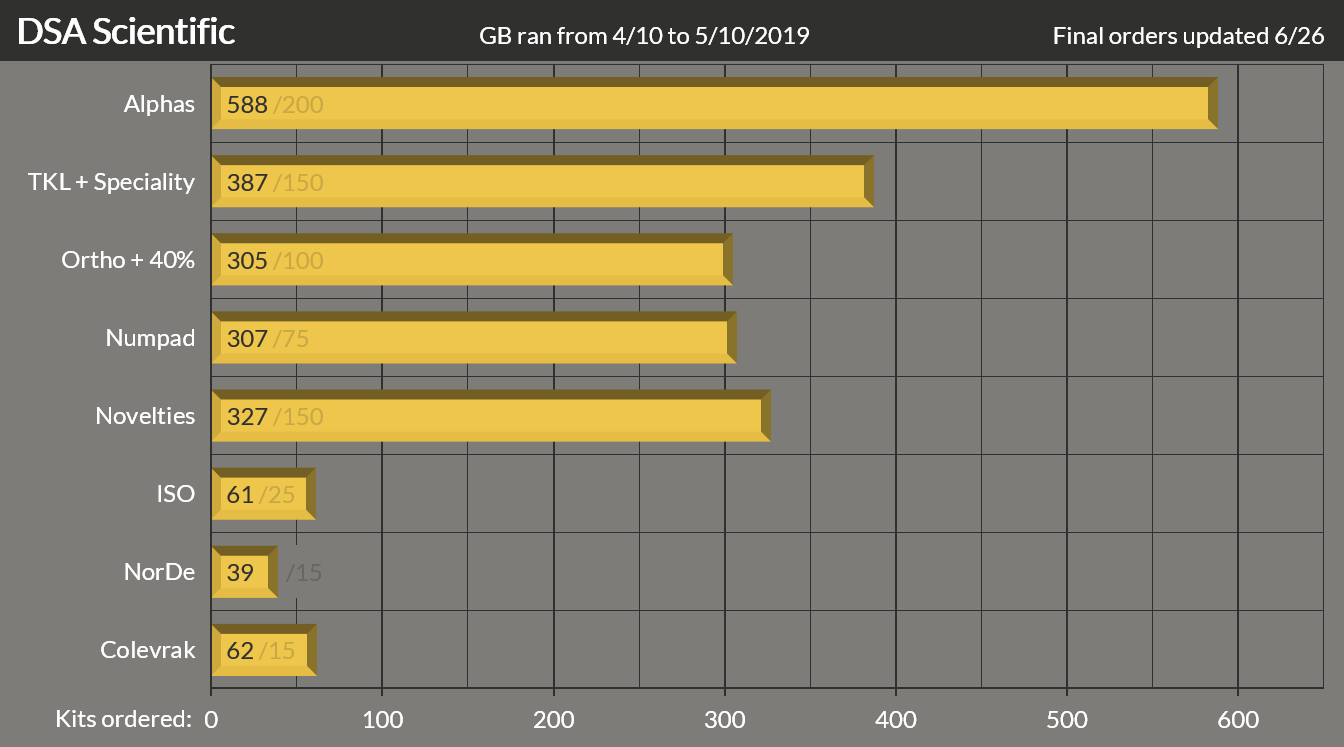 DSA Scientific GB ran from 4/10 to 5/10/2019 Final orders updated 6/26
Alphas 588 /200
TKL + Speciality 387 /150
Ortho + 40% 305 /100
Numpad 307 /75
Novelties 327 /150
ISO 61 /25
NorDe 39 /15
Colevrak 62 /15
Kits ordered: 0 100 200 300 400 500 600